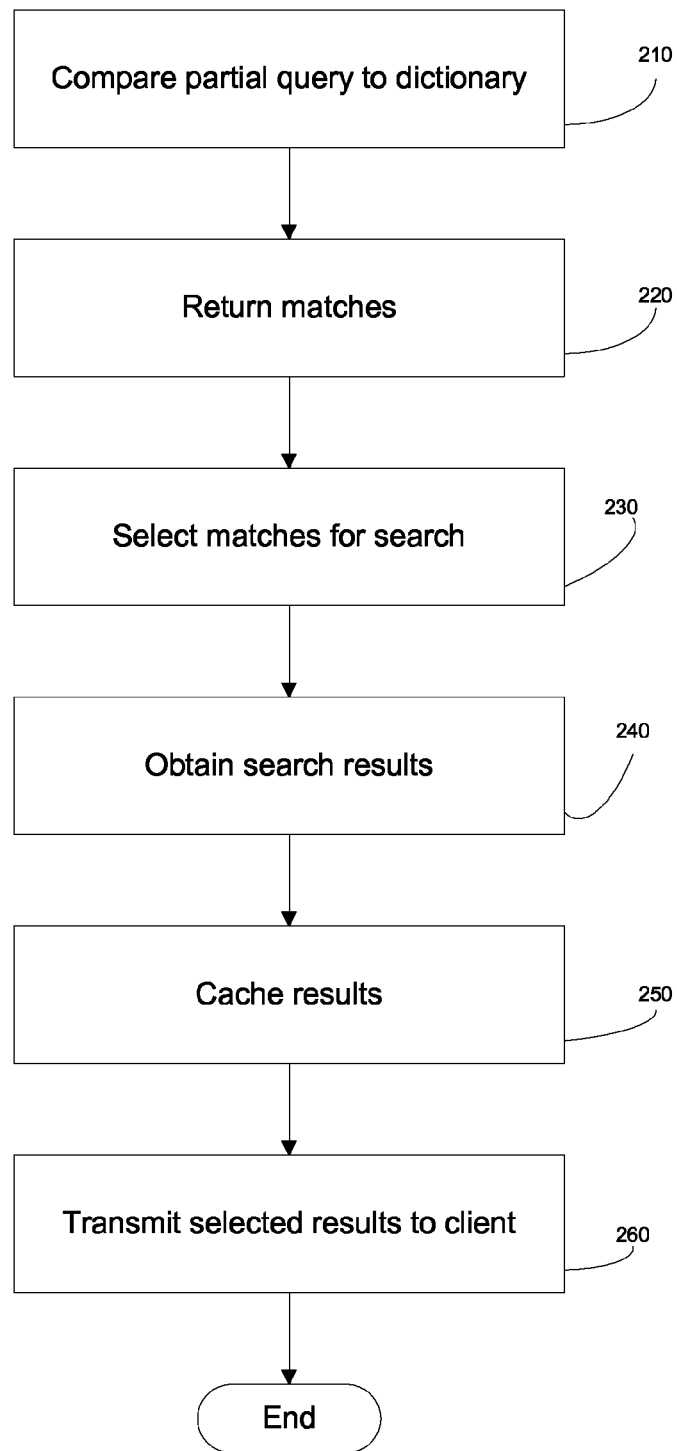 Compare partial query to dictionary
210
Return matches
220
Select matches for search
230
Obtain search results
240
Cache results
250
Transmit selected results to client
260
End